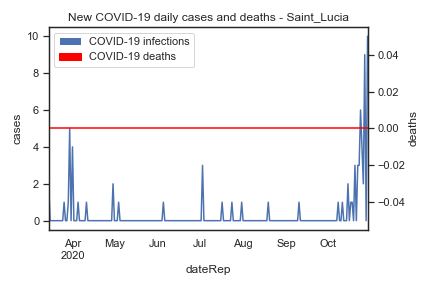 New COVID-19 daily cases and deaths - Saint_Lucia
COVID-19 infections
COVID-19 deaths
10
8
6
4
2
0
cases
0.04
0.02
0.00
−0.02
−0.04
deaths
Apr May Jun Jul Aug Sep Oct
2020
dateRep